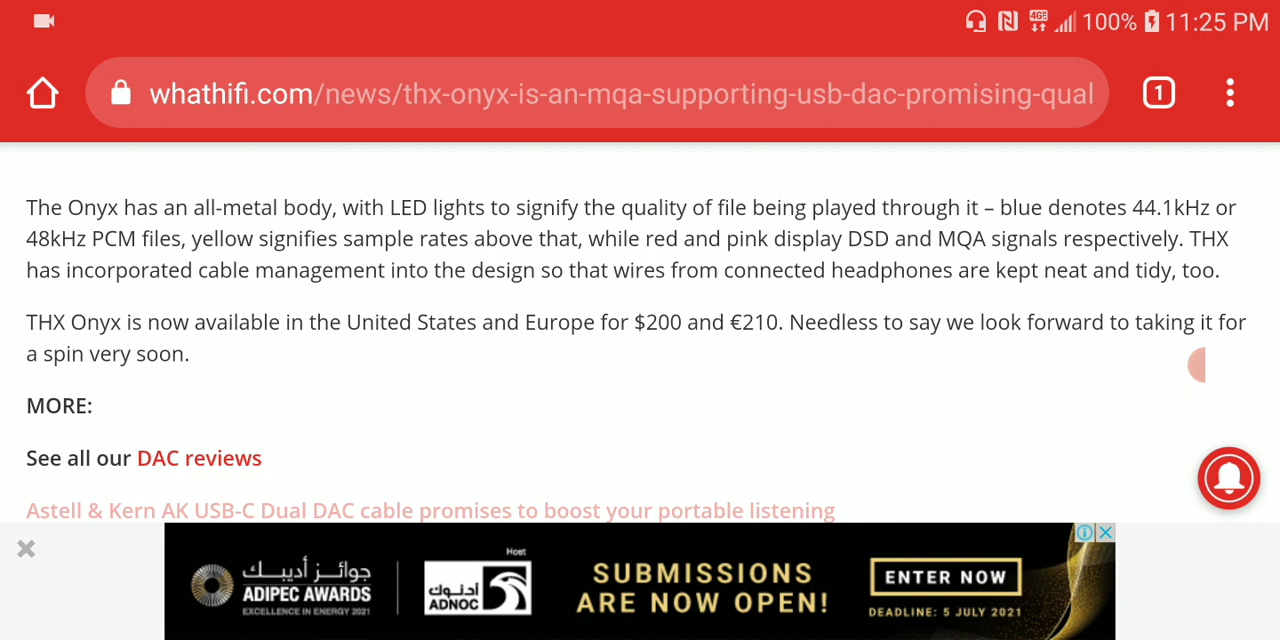 4GE 100% 11:25 PM
whathifi.com/news/thx-onyx-is-an-mqa-supporting-usb-dac-promising-qual 1
The Onyx has an all-metal body, with LED lights to signify the quality of file being played through it – blue denotes 44.1kHz or
48kHz PCM files, yellow signifies sample rates above that, while red and pink display DSD and MQA signals respectively. THX
has incorporated cable management into the design so that wires from connected headphones are kept neat and tidy, too.
THX Onyx is now available in the United States and Europe for $200 and €210. Needless to say we look forward to taking it for
a spin very soon.
MORE:
See all our DAC reviews
Astell & Kern AK USB-C Dual DAC cable promises to boost your portable listening
جوائز أديبك
ADIPEC AWARDS
EXCELLENCE IN ENERGY 2021
Host
أدنوك
ADNOC
SUBMISSIONS
ARE NOW OPEN!
ENTER NOW
DEADLINE: 5 JULY 2021